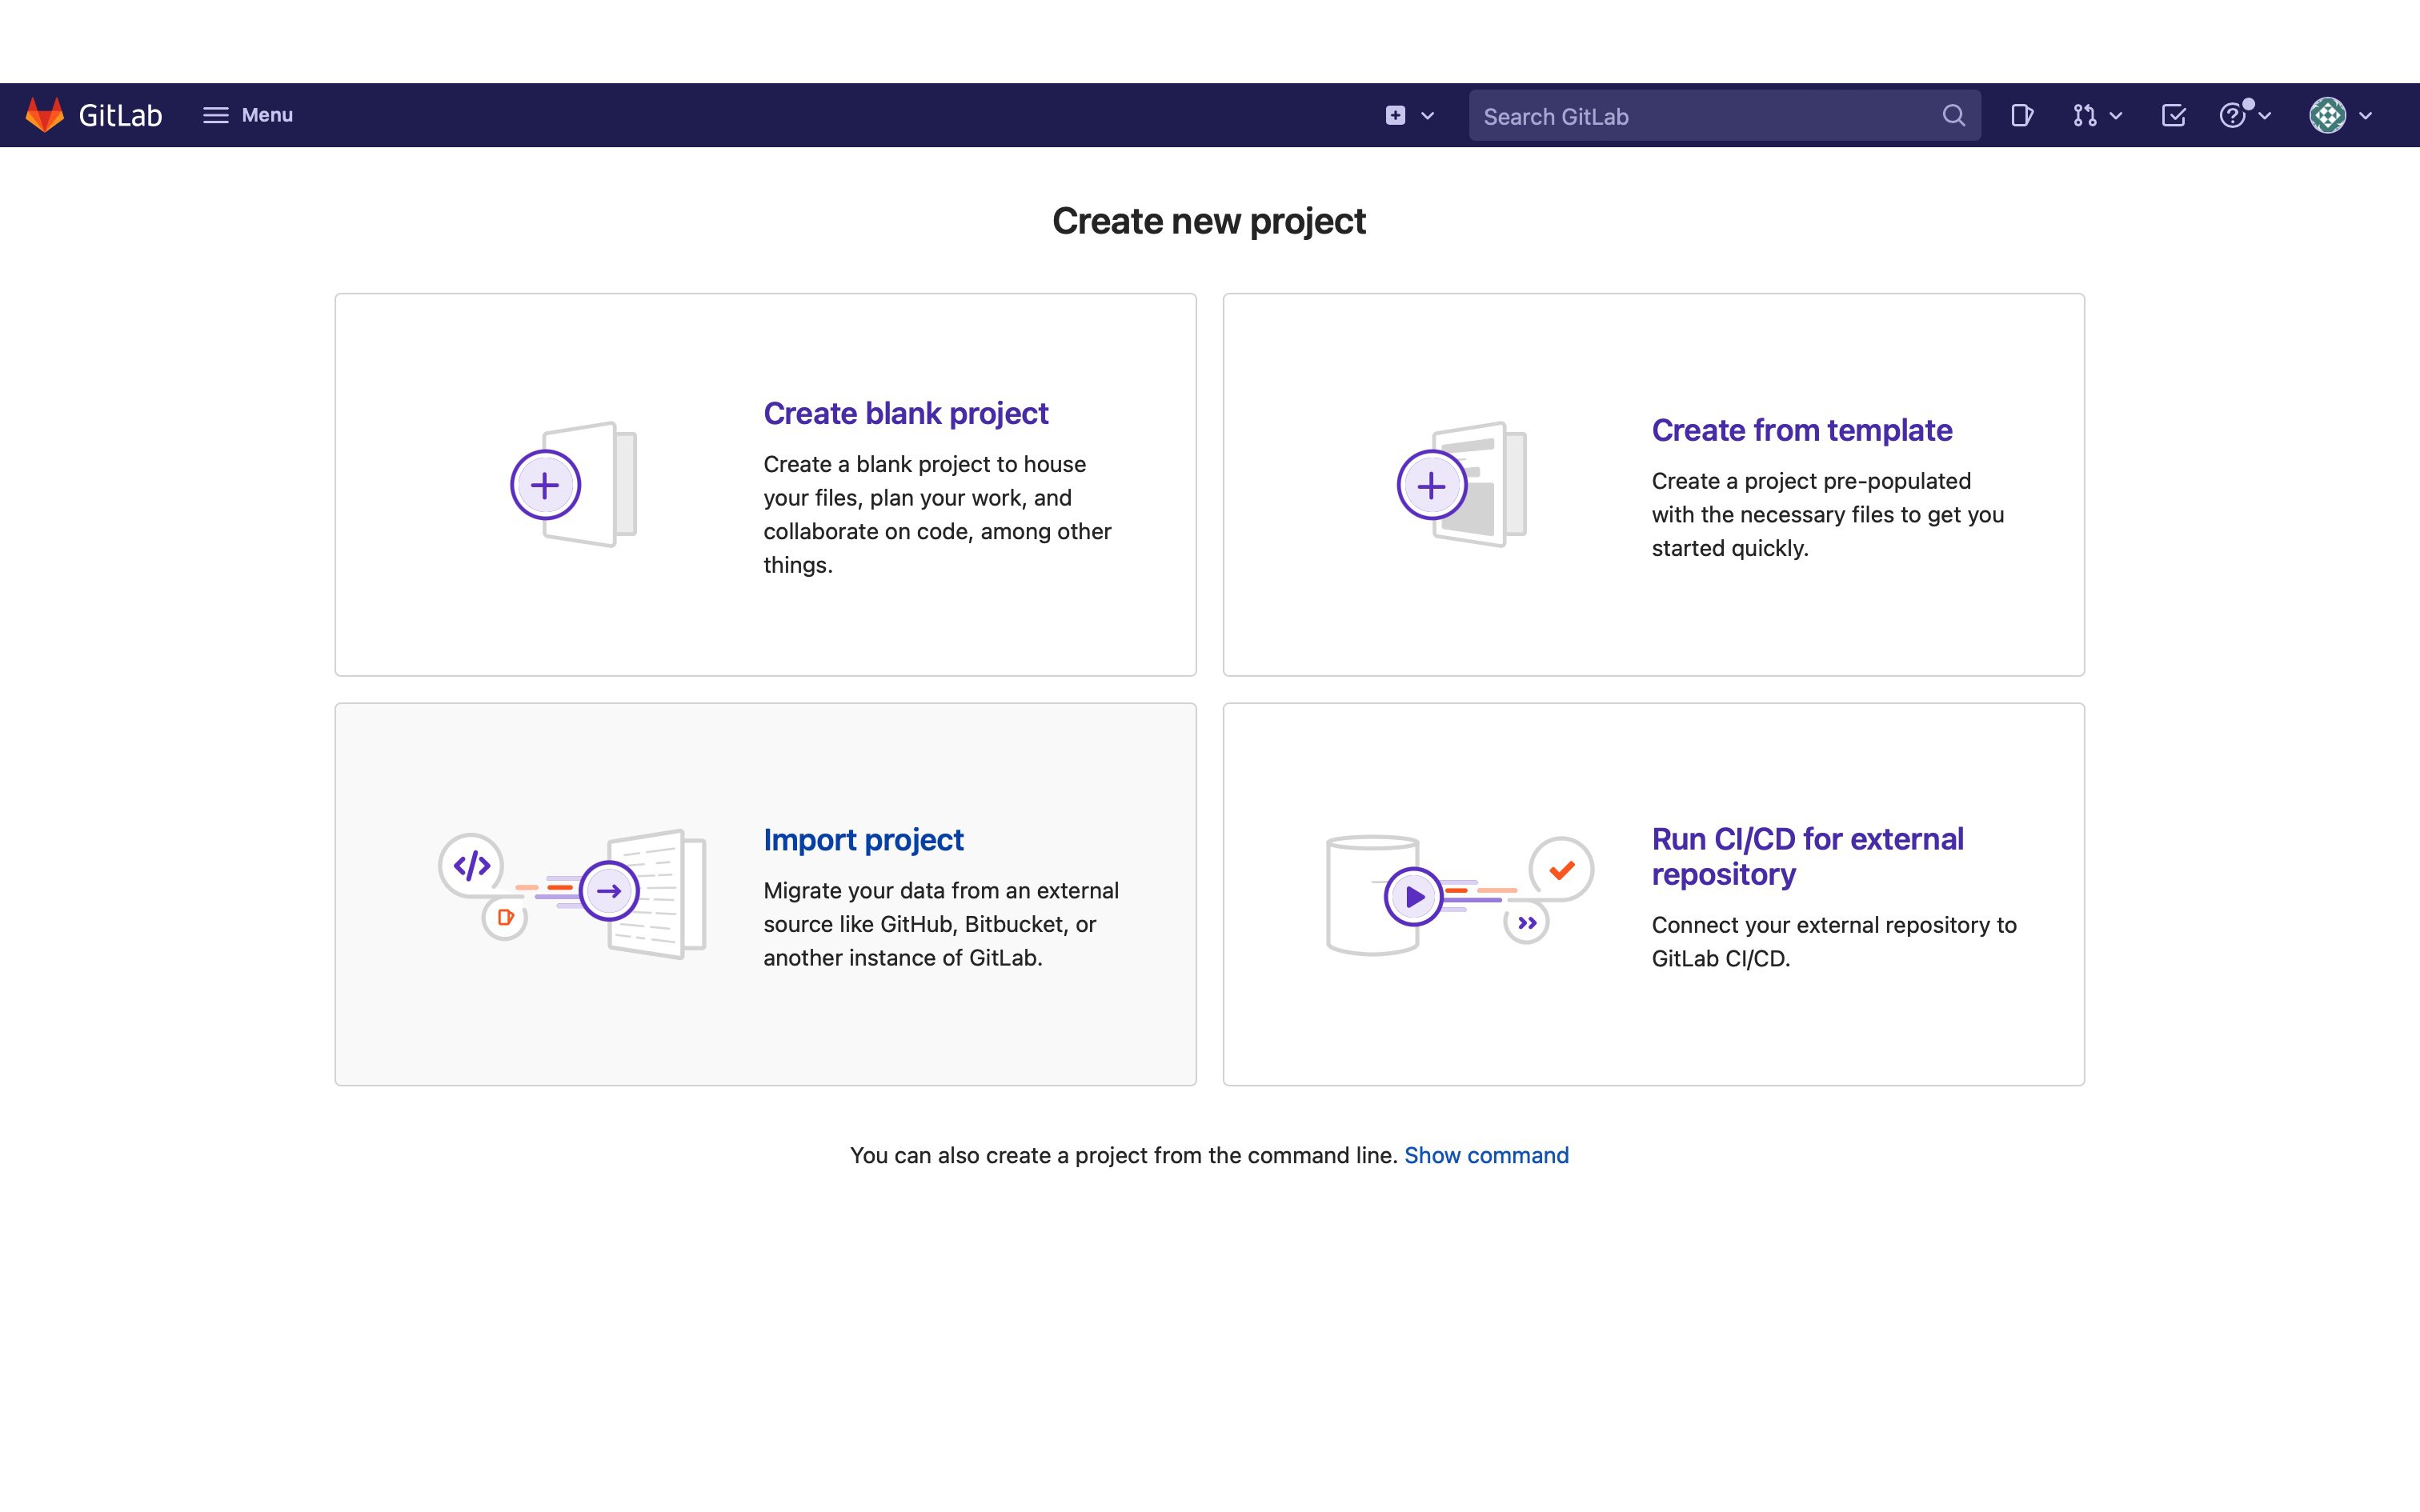 GitLab
Menu
Search GitLab
Create new project
Create blank project
Create a blank project to house
your files, plan your work, and
collaborate on code, among other
things.
Create from template
Create a project pre-populated
with the necessary files to get you
started quickly.
Import project
Migrate your data from an external
source like GitHub, Bitbucket, or
another instance of GitLab.
Run CI/CD for external
repository
Connect your external repository to
GitLab CI/CD.
You can also create a project from the command line. Show command